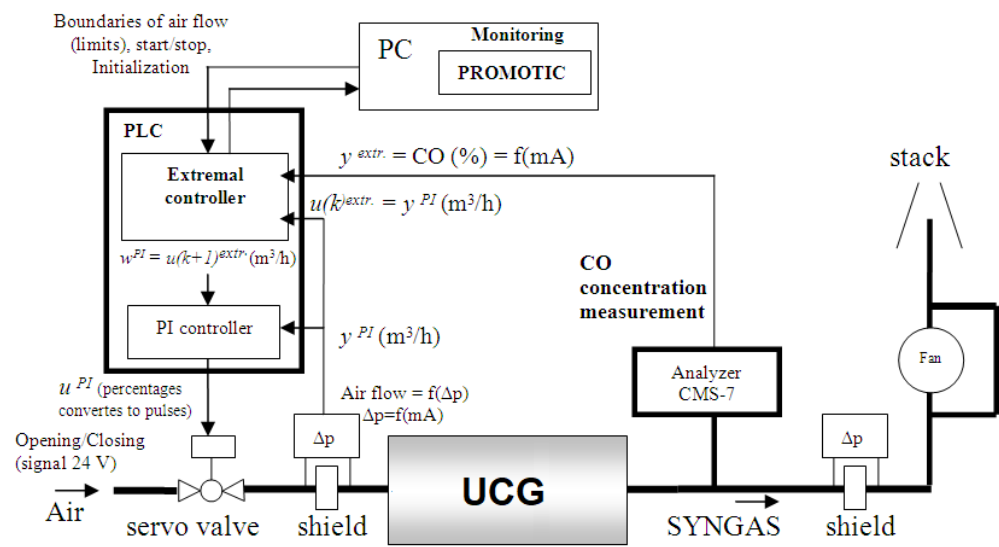 Boundaries of air flow
(limits), start/stop,
Initialization
PC
Monitoring
PROMOTIC
PLC
Extremal
controller
y extr. = CO (%) = f(mA)
u(k)extr. = y PI (m³/h)
wPI = u(k+1)extr. (m³/h)
PI controller
y PI (m³/h)
u PI (percentages
convertes to pulses)
Opening/Closing
(signal 24 V)
Air
servo valve
Air flow = f(Δp)
Δp=f(mA)
Δp
shield
UCG
CO
concentration
measurement
Analyzer
CMS-7
SYNGAS
Δp
shield
stack
Fan